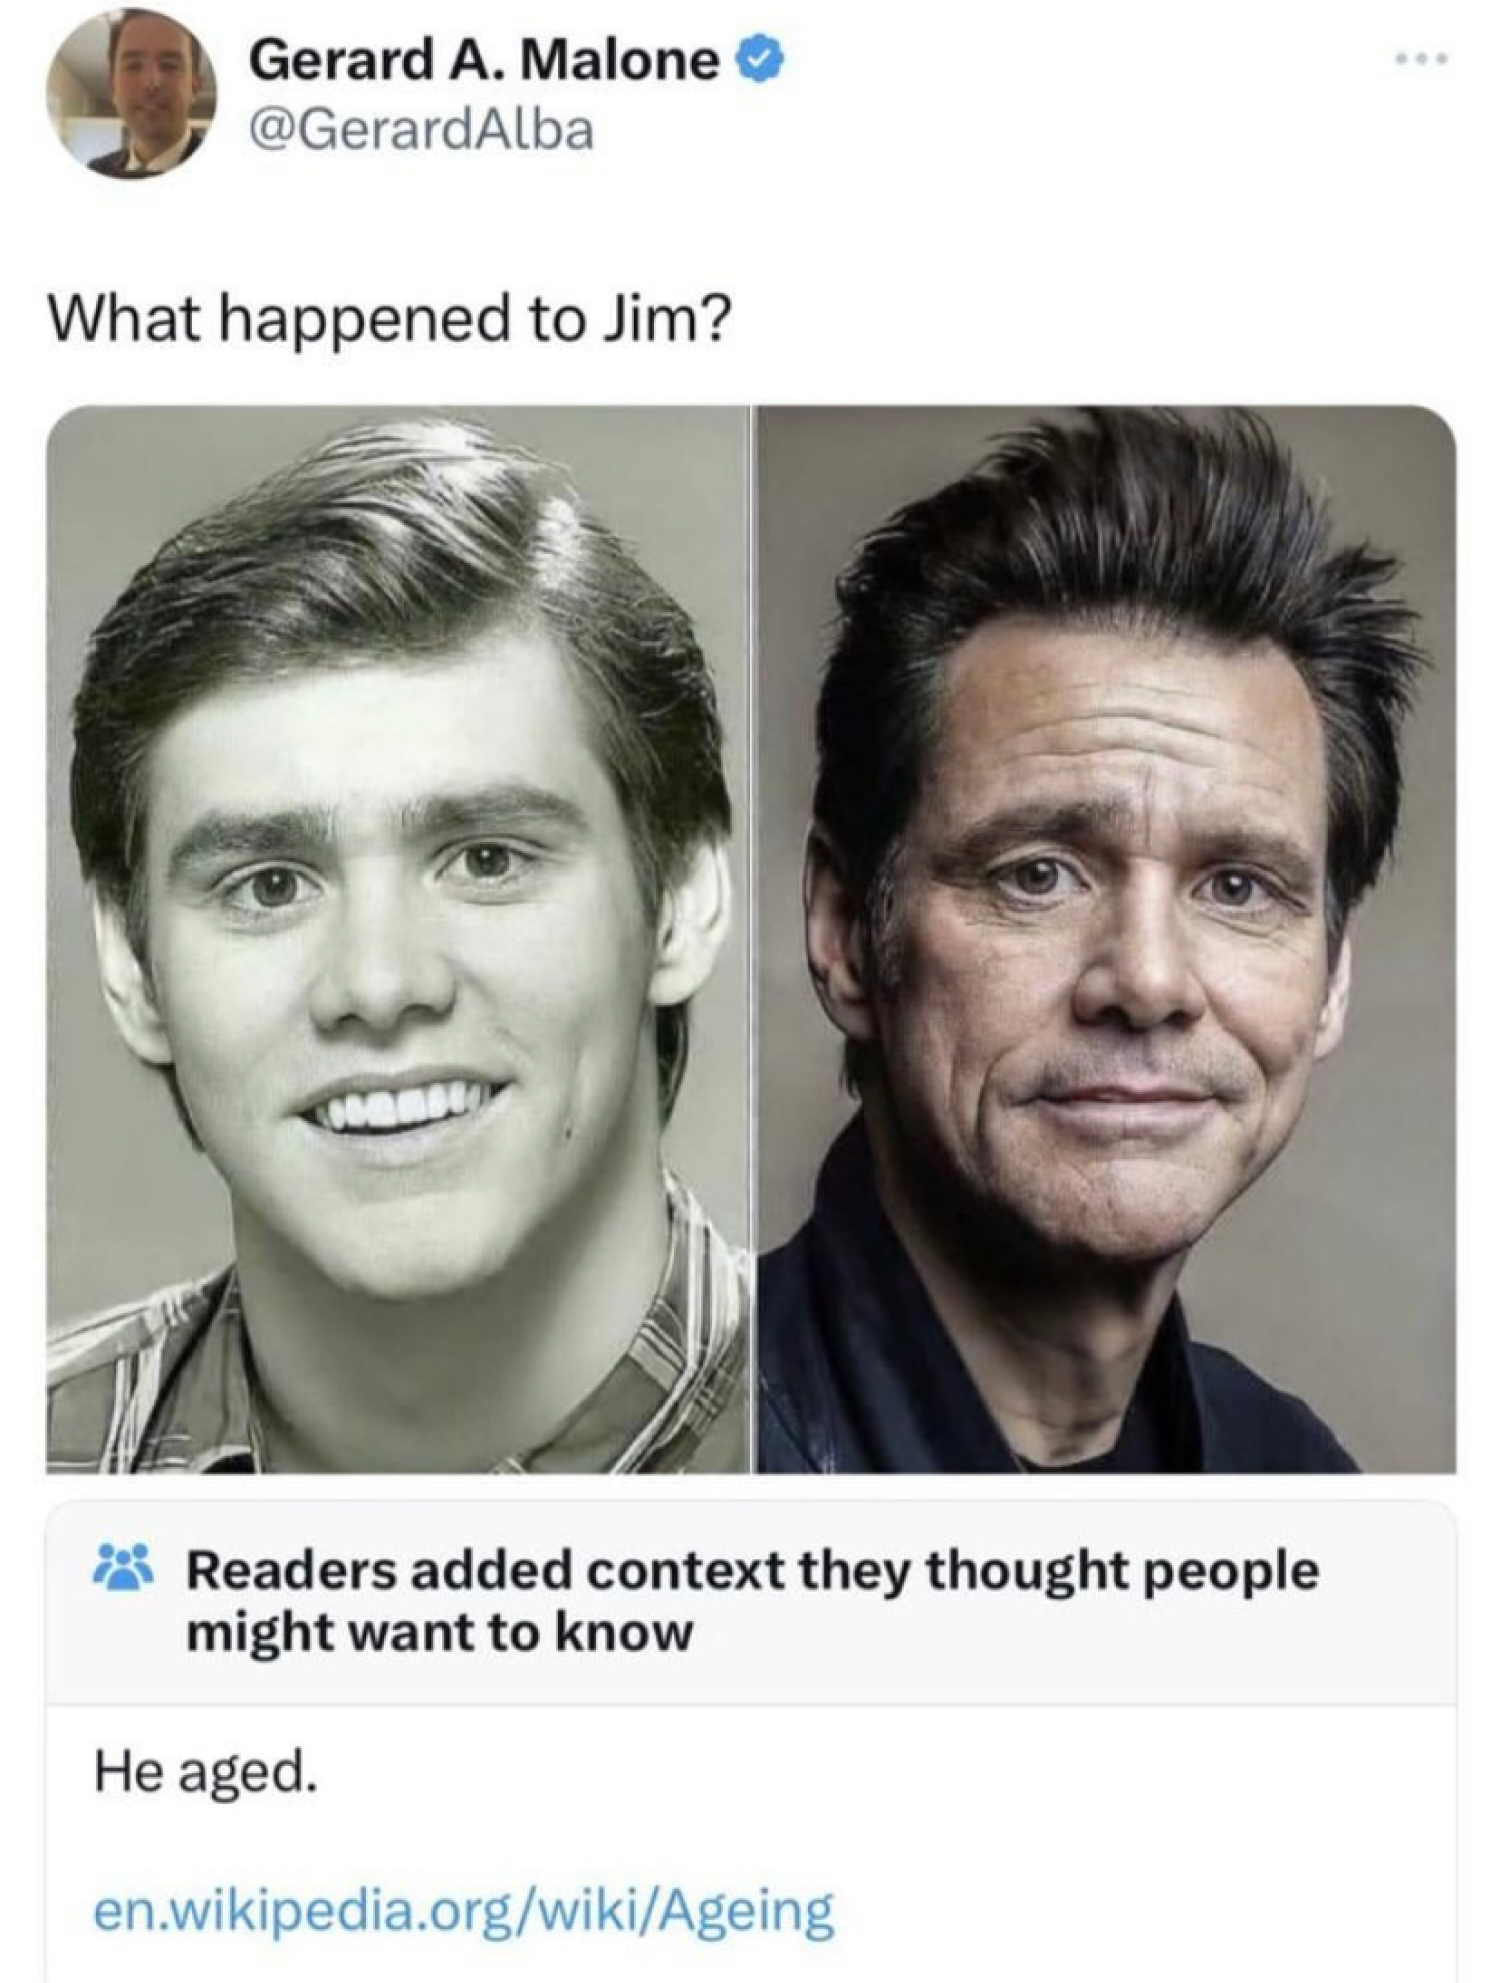 Gerard A. Malone
@GerardAlba
What happened to Jim?
Readers added context they thought people
might want to know
He aged.
en.wikipedia.org/wiki/Ageing